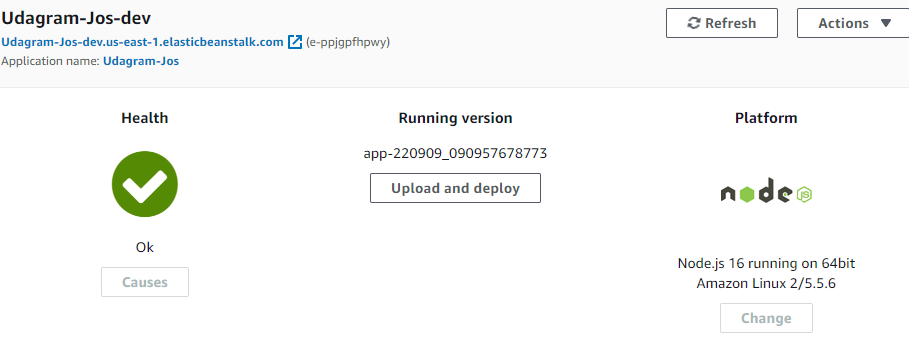 Udagram-Jos-dev
Refresh
Actions
Udagram-Jos-dev.us-east-1.elasticbeanstalk.com (e-ppjgpfhpwy)
Application name: Udagram-Jos
Health
Running version
Platform
app-220909_090957678773
Upload and deploy
node
JS
Ok
Causes
Node.js 16 running on 64bit
Amazon Linux 2/5.5.6
Change